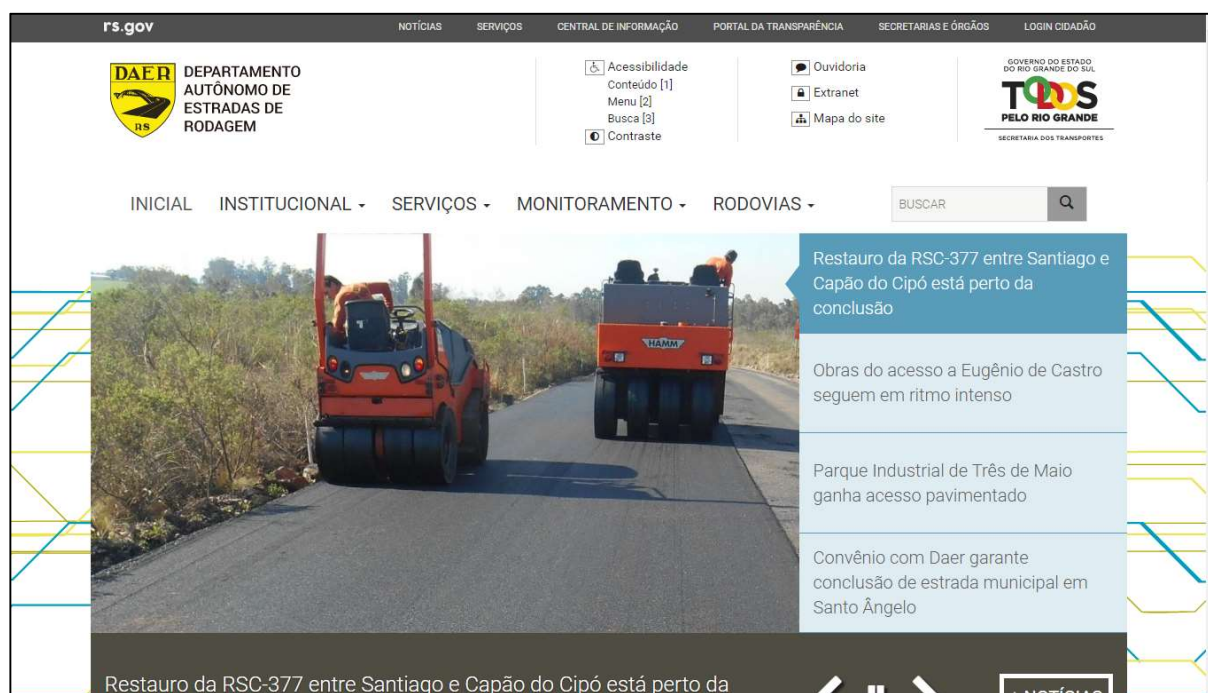 rs.gov
NOTÍCIAS SERVIÇOS CENTRAL DE INFORMAÇÃO PORTAL DA TRANSPARÊNCIA SECRETARIAS E ÓRGÃOS LOGIN CIDADÃO
DAER
RS
DEPARTAMENTO
AUTÔNOMO DE
ESTRADAS DE
RODAGEM
Acessibilidade
Conteúdo [1]
Menu [2]
Busca [3]
Contraste
Ouvidoria
Extranet
Mapa do site
GOVERNO DO ESTADO
DO RIO GRANDE DO SUL
TODOS
PELO RIO GRANDE
SECRETARIA DOS TRANSPORTES
INICIAL INSTITUCIONAL SERVIÇOS MONITORAMENTO RODOVIAS BUSCAR
HAMM
Restauro da RSC-377 entre Santiago e
Capão do Cipó está perto da
conclusão
Obras do acesso a Eugênio de Castro
seguem em ritmo intenso
Parque Industrial de Três de Maio
ganha acesso pavimentado
Convênio com Daer garante
conclusão de estrada municipal em
Santo Ângelo
Restauro da RSC-377 entre Santiago e Capão do Cipó está perto da
+ NOTÍCIAS